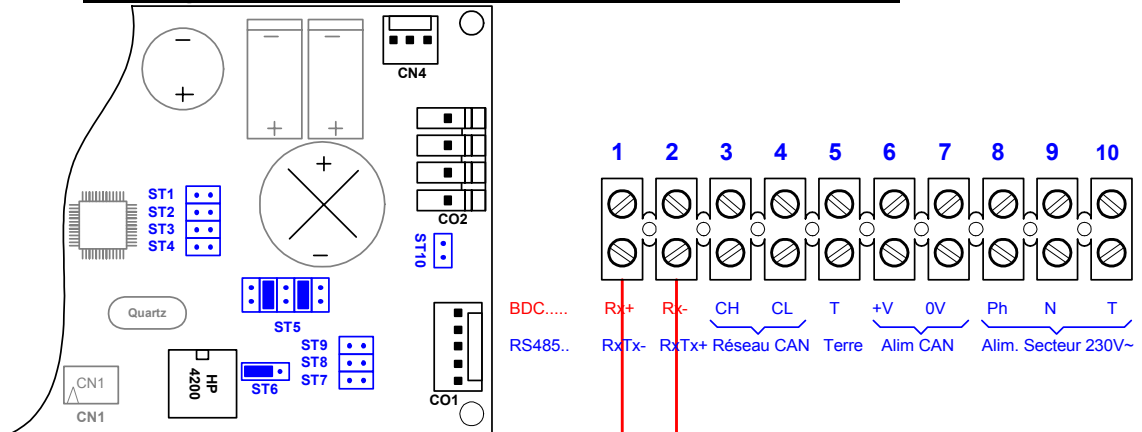 CN4
1 2 3 4 5 6 7 8 9 10
ST1
ST2
ST3
ST4
CO2
ST10
Quartz
ST5
BDC..... Rx+ Rx- CH CL T +V 0V Ph N T
RS485.. RxTx- RxTx+ Réseau CAN Terre Alim CAN Alim. Secteur 230V~
ST9
ST8
ST7
HP
4200
ST6
CN1
CN1
CO1